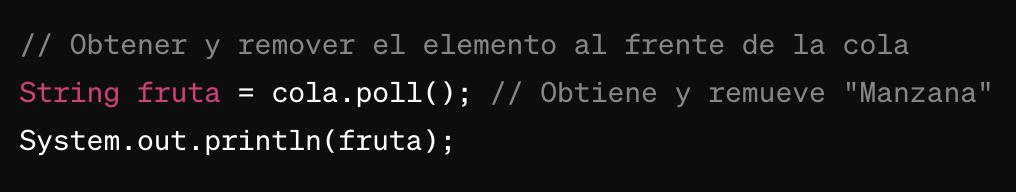 // Obtener y remover el elemento al frente de la cola
String fruta = cola.poll(); // Obtiene y remueve "Manzana"
System.out.println(fruta);